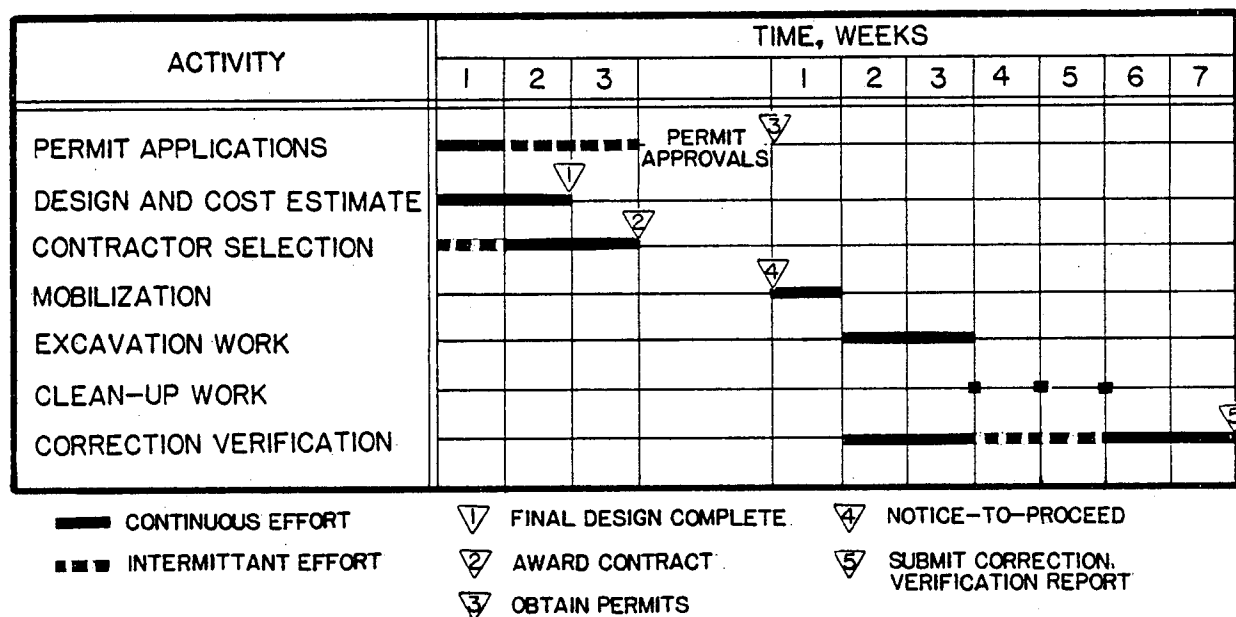 ACTIVITY
TIME, WEEKS
1 2 3 1 2 3 4 5 6 7
PERMIT APPLICATIONS
PERMIT
APPROVALS
3
1
DESIGN AND COST ESTIMATE
2
CONTRACTOR SELECTION
4
MOBILIZATION
EXCAVATION WORK
CLEAN-UP WORK
5
CORRECTION VERIFICATION
CONTINUOUS EFFORT
INTERMITTANT EFFORT
1 FINAL DESIGN COMPLETE
2 AWARD CONTRACT
3 OBTAIN PERMITS
4 NOTICE-TO-PROCEED
5 SUBMIT CORRECTION.
VERIFICATION REPORT